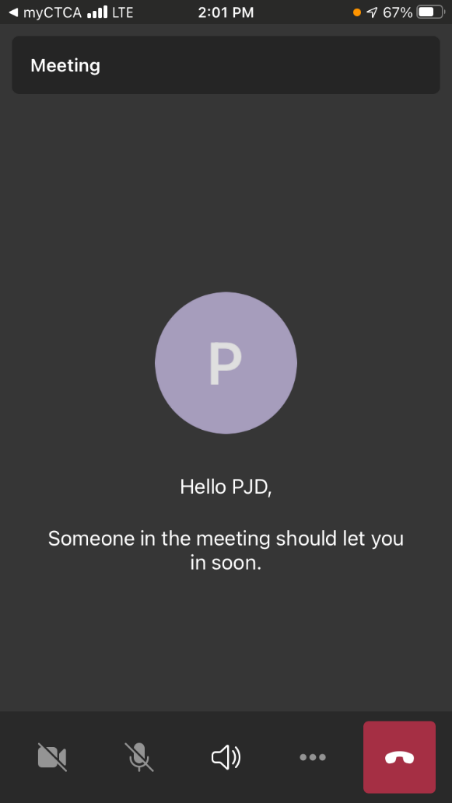 ◀ myCTCA LTE 2:01 PM 67%
Meeting
P
Hello PJD,
Someone in the meeting should let you
in soon.